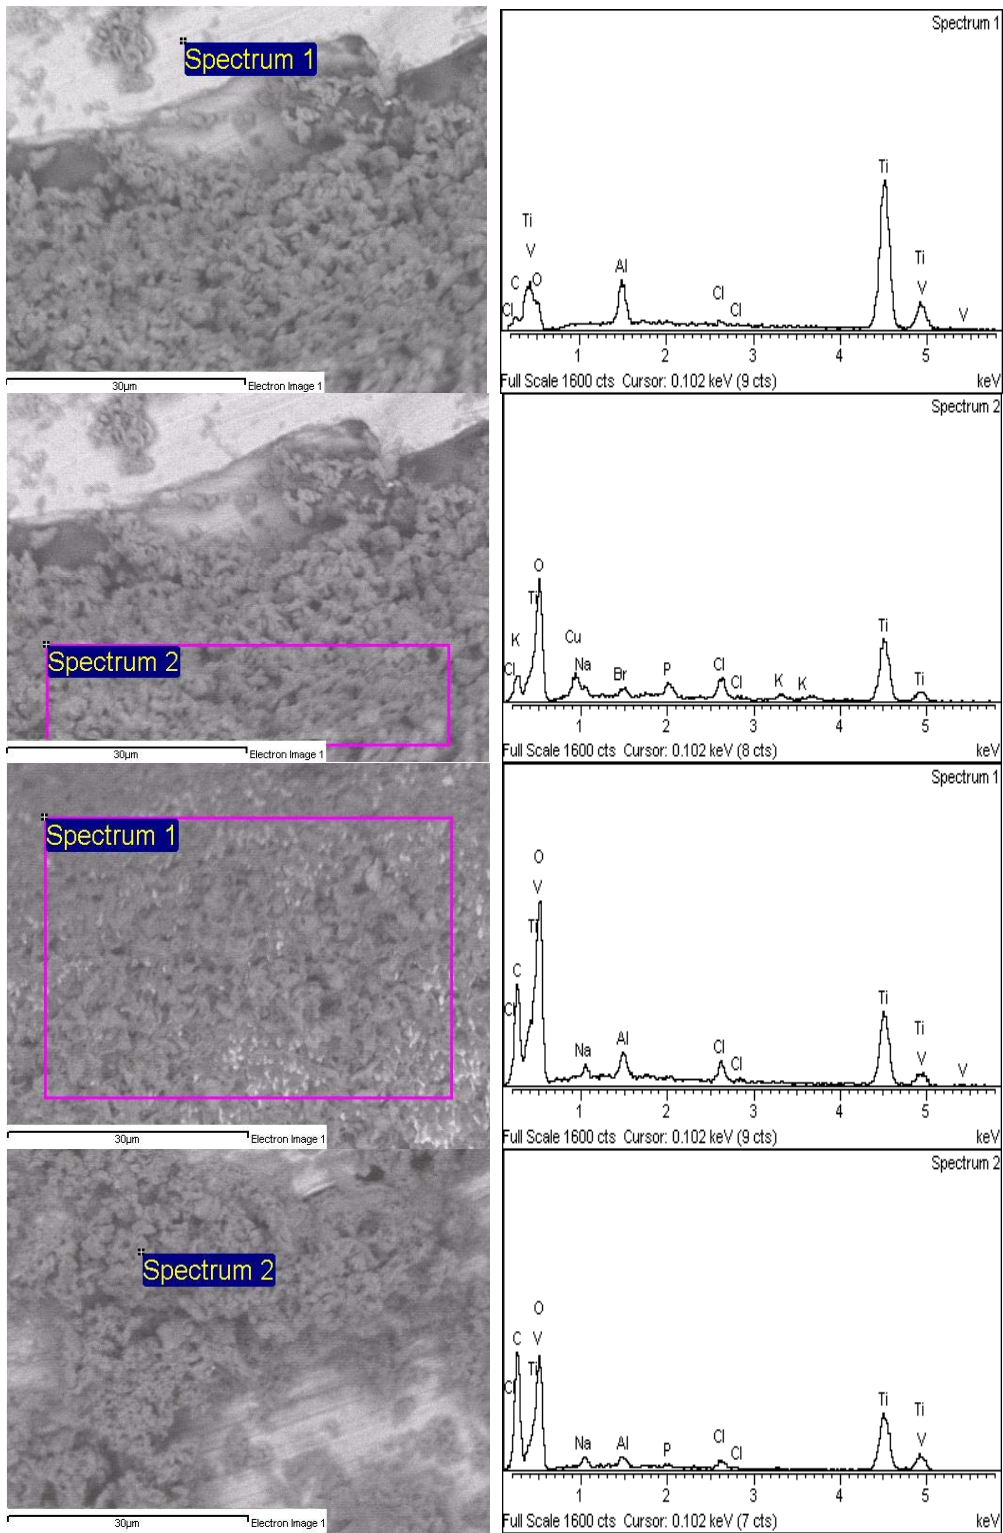 Spectrum 1
30µm
Electron Image 1
Spectrum 1
Ti
Ti
V
Al
Ti
C
O
Cl
V
Cl
Cl
V
1 2 3 4 5
Full Scale 1600 cts Cursor: 0.102 keV (9 cts)
keV
Spectrum 2
30µm
Electron Image 1
Spectrum 2
O
Ti
K
Cu
Ti
Cl
Na
Br
P
Cl
Cl
K
K
Ti
1 2 3 4 5
Full Scale 1600 cts Cursor: 0.102 keV (8 cts)
keV
Spectrum 1
30µm
Electron Image 1
Spectrum 1
O
V
Ti
C
Ti
Cl
Na
Al
Cl
Cl
Ti
V
V
1 2 3 4 5
Full Scale 1600 cts Cursor: 0.102 keV (9 cts)
keV
Spectrum 2
30µm
Electron Image 1
Spectrum 2
O
C
V
Ti
Cl
Ti
Ti
Na
Al
P
Cl
Cl
V
1 2 3 4 5
Full Scale 1600 cts Cursor: 0.102 keV (7 cts)
keV